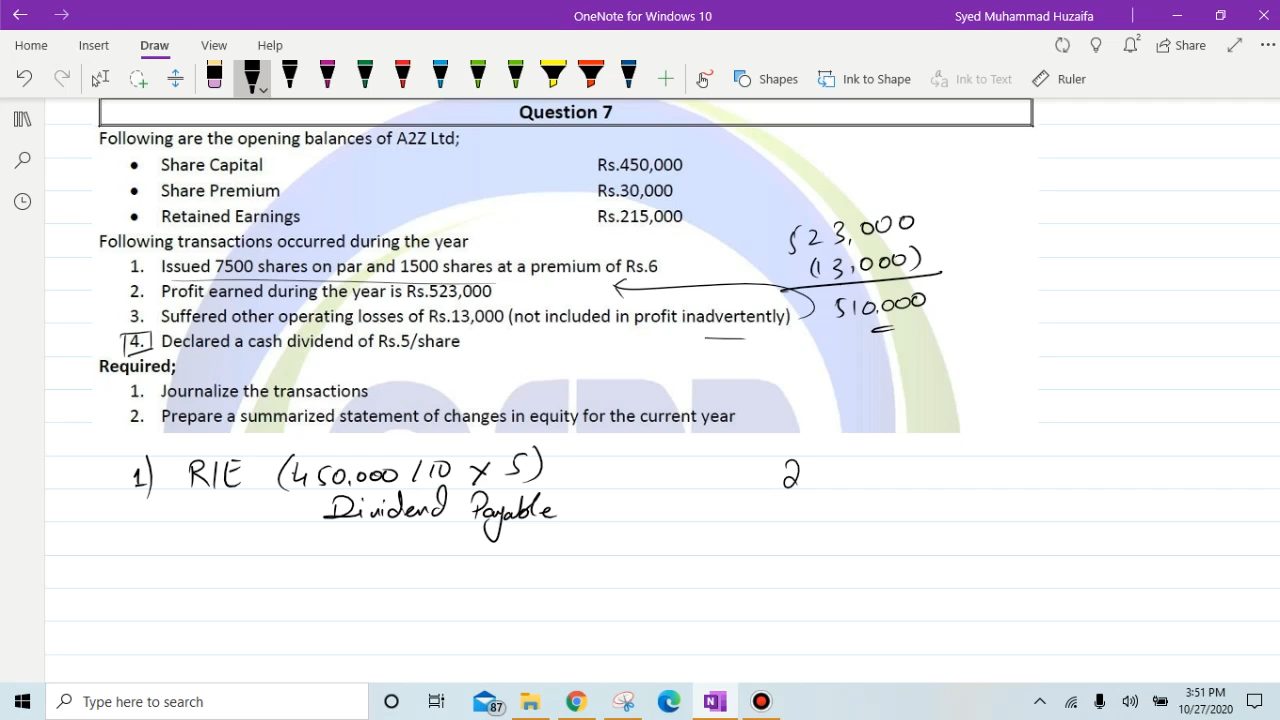 OneNote for Windows 10
Syed Muhammad Huzaifa
Home Insert Draw View Help
Share
Shapes Ink to Shape Ink to Text Ruler
Question 7
Following are the opening balances of A2Z Ltd;
• Share Capital Rs.450,000
• Share Premium Rs.30,000
• Retained Earnings Rs.215,000
523,000
Following transactions occurred during the year
(13,000)
1. Issued 7500 shares on par and 1500 shares at a premium of Rs.6
2. Profit earned during the year is Rs.523,000
510,000
3. Suffered other operating losses of Rs.13,000 (not included in profit inadvertently)
4. Declared a cash dividend of Rs.5/share
Required;
1. Journalize the transactions
2. Prepare a summarized statement of changes in equity for the current year
1) R/E (450,000 / 10 x 5) 2
Dividend Payable
Type here to search
87
3:51 PM
10/27/2020